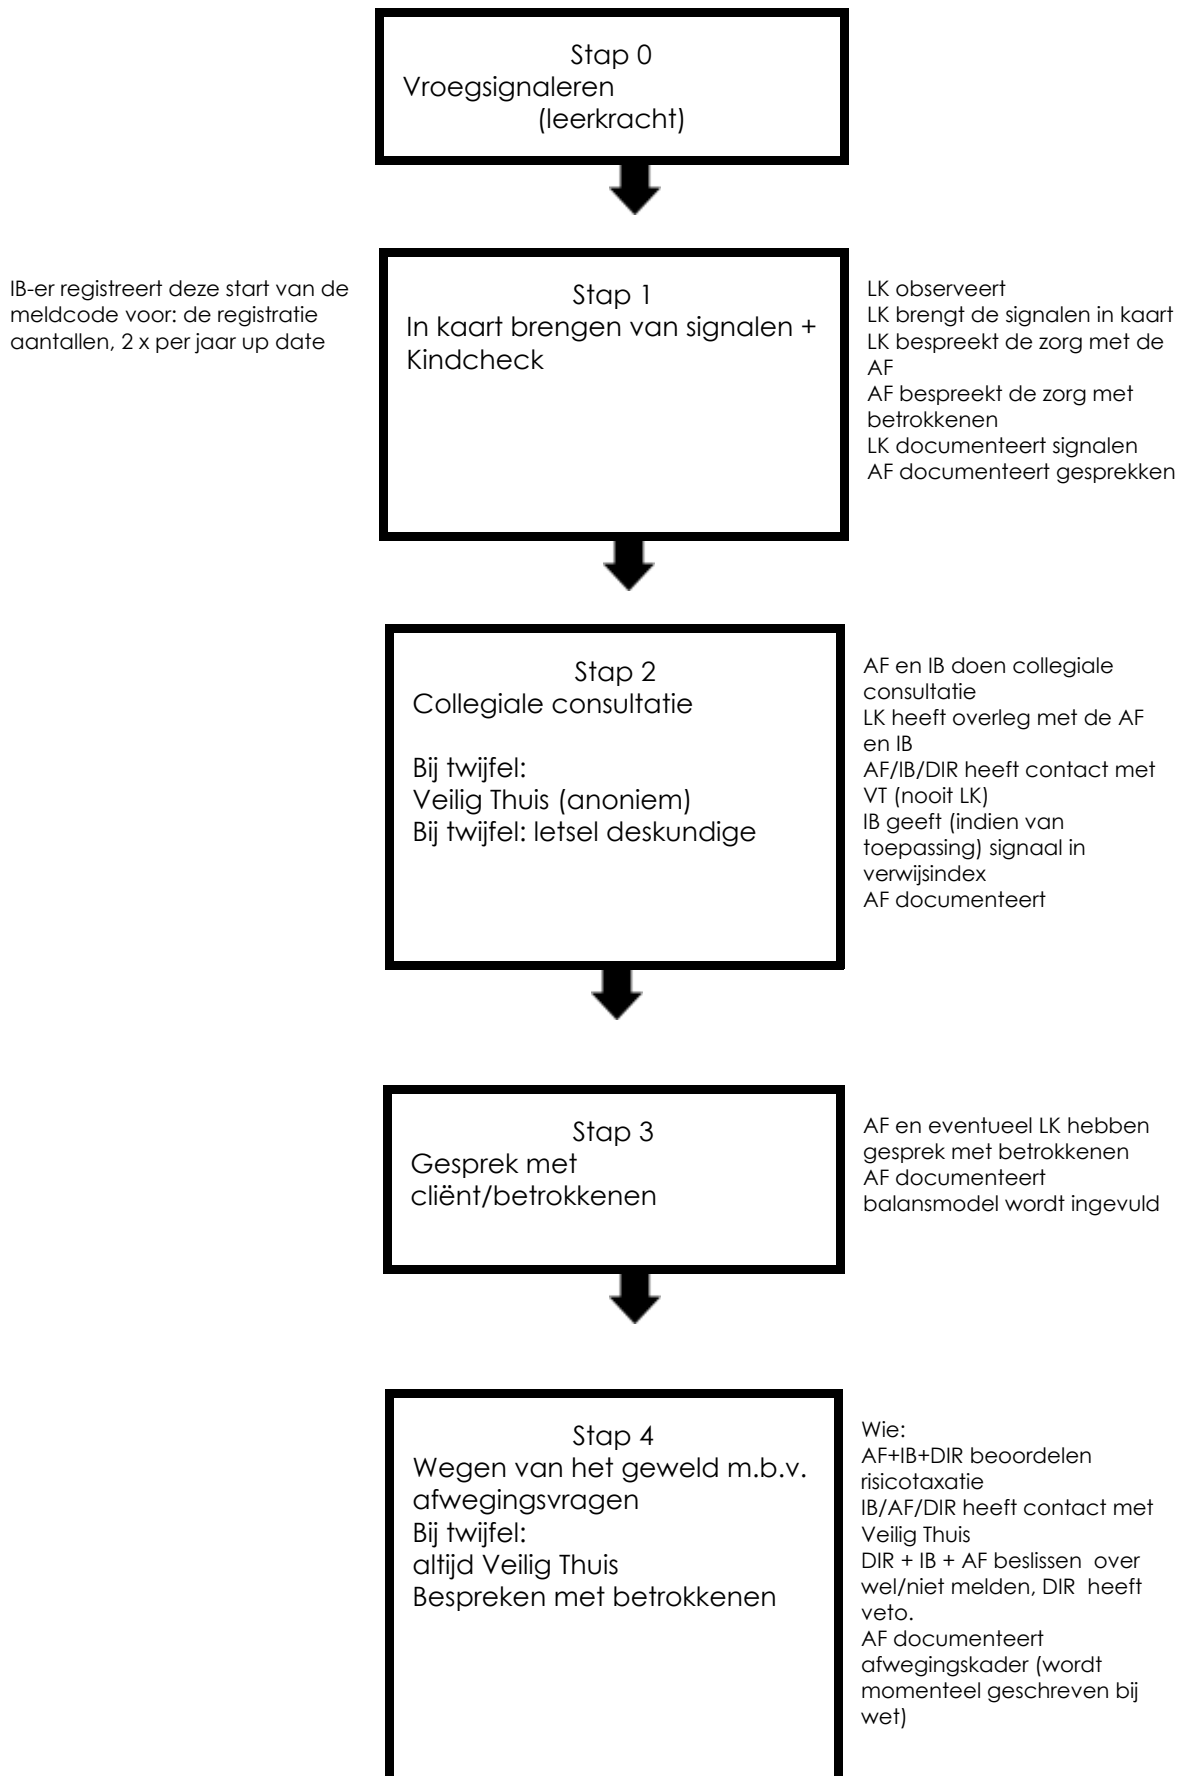 Stap 0
Vroegsignaleren
(leerkracht)
IB-er registreert deze start van de
meldcode voor: de registratie
aantallen, 2 x per jaar up date
Stap 1
In kaart brengen van signalen +
Kindcheck
LK observeert
LK brengt de signalen in kaart
LK bespreekt de zorg met de
AF
AF bespreekt de zorg met
betrokkenen
LK documenteert signalen
AF documenteert gesprekken
Stap 2
Collegiale consultatie
Bij twijfel:
Veilig Thuis (anoniem)
Bij twijfel: letsel deskundige
AF en IB doen collegiale
consultatie
LK heeft overleg met de AF
en IB
AF/IB/DIR heeft contact met
VT (nooit LK)
IB geeft (indien van
toepassing) signaal in
verwijsindex
AF documenteert
Stap 3
Gesprek met
cliënt/betrokkenen
AF en eventueel LK hebben
gesprek met betrokkenen
AF documenteert
balansmodel wordt ingevuld
Stap 4
Wegen van het geweld m.b.v.
afwegingsvragen
Bij twijfel:
altijd Veilig Thuis
Bespreken met betrokkenen
Wie:
AF+IB+DIR beoordelen
risicotaxatie
IB/AF/DIR heeft contact met
Veilig Thuis
DIR + IB + AF beslissen  over
wel/niet melden, DIR  heeft
veto.
AF documenteert
afwegingskader (wordt
momenteel geschreven bij
wet)